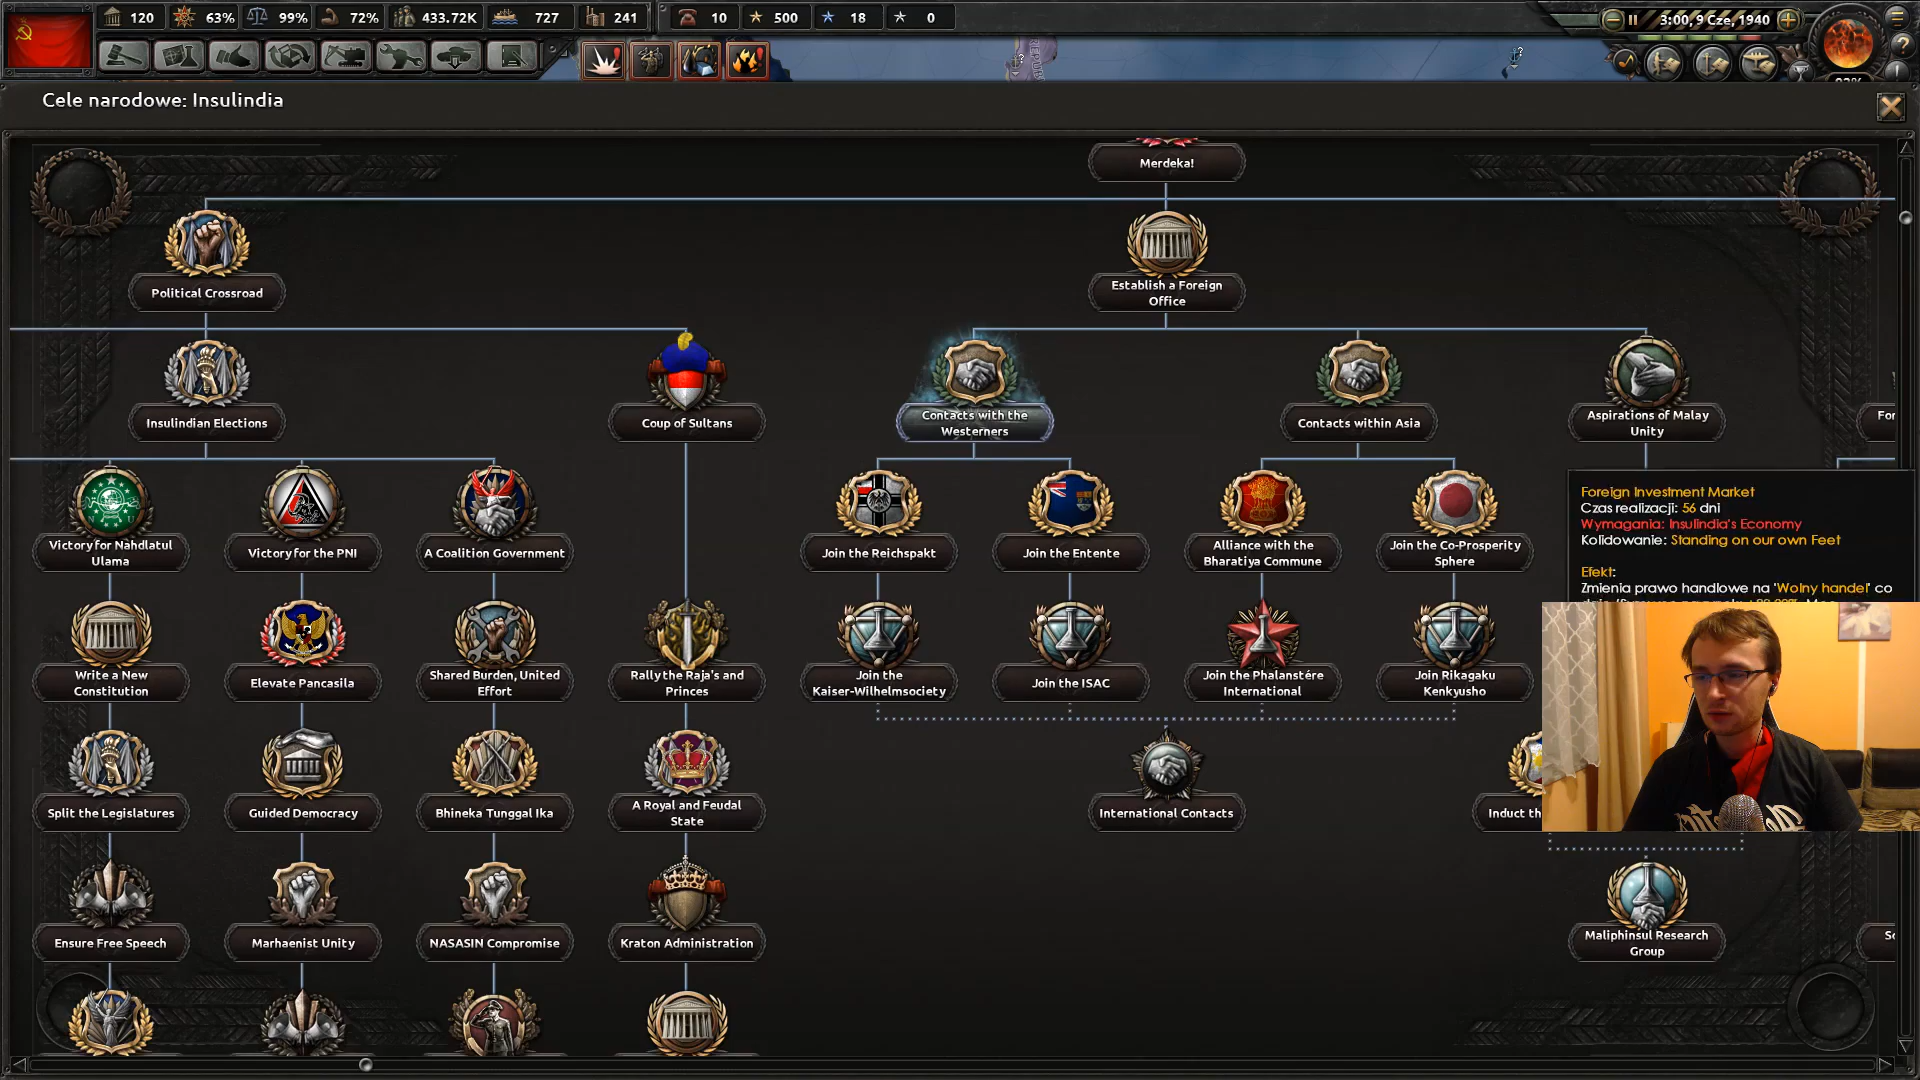 120
63%
99%
72%
433.72K
727
241
10
500
18
0
3:00, 9 Cze, 1940
Cele narodowe: Insulindia
Merdeka!
Political Crossroad
Establish a Foreign
Office
Insulindian Elections
Coup of Sultans
Contacts with the
Westerners
Contacts within Asia
Aspirations of Malay
Unity
For
Victory for Nahdlatul
Ulama
Victory for the PNI
A Coalition Government
Join the Reichspakt
Join the Entente
Alliance with the
Bharatiya Commune
Join the Co-Prosperity
Sphere
Foreign Investment Market
Czas realizacji: 56 dni
Wymagania: Insulindia's Economy
Kolidowanie: Standing on our own Feet
Efekt:
Zmienia prawo handlowe na 'Wolny handel' co
Write a New
Constitution
Elevate Pancasila
Shared Burden, United
Effort
Rally the Raja's and
Princes
Join the
Kaiser-Wilhelmsociety
Join the ISAC
Join the Phalanstére
International
Join Rikagaku
Kenkyusho
Split the Legislatures
Guided Democracy
Bhineka Tunggal Ika
A Royal and Feudal
State
International Contacts
Induct th
Ensure Free Speech
Marhaenist Unity
NASASIN Compromise
Kraton Administration
Maliphinsul Research
Group